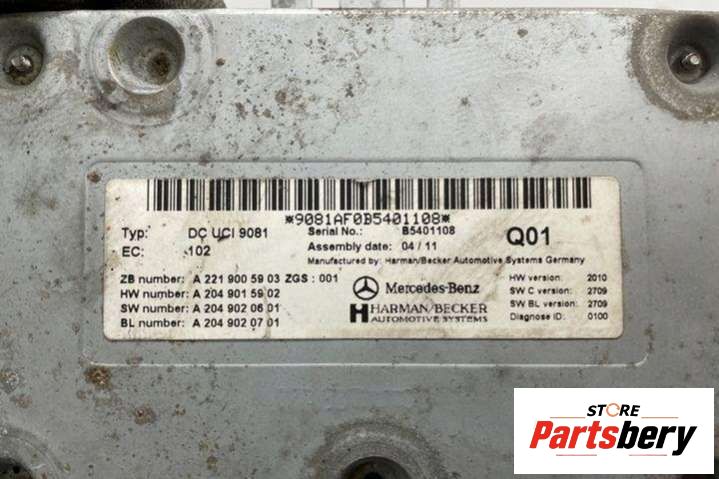 *9081AF0B5401108*
Typ: DC UCI 9081 Serial No.: B5401108 Q01
EC: 102 Assembly date: 04/11
Manufactured by: Harman/Becker Automotive Systems Germany
ZB number: A 221 900 59 03 ZGS : 001 Mercedes-Benz HW version: 2010
HW number: A 204 901 59 02 SW C version: 2709
SW number: A 204 902 06 01 HARMAN/BECKER SW BL version: 2709
BL number: A 204 902 07 01 AUTOMOTIVE SYSTEMS Diagnose ID: 0100
STORE
Partsbery